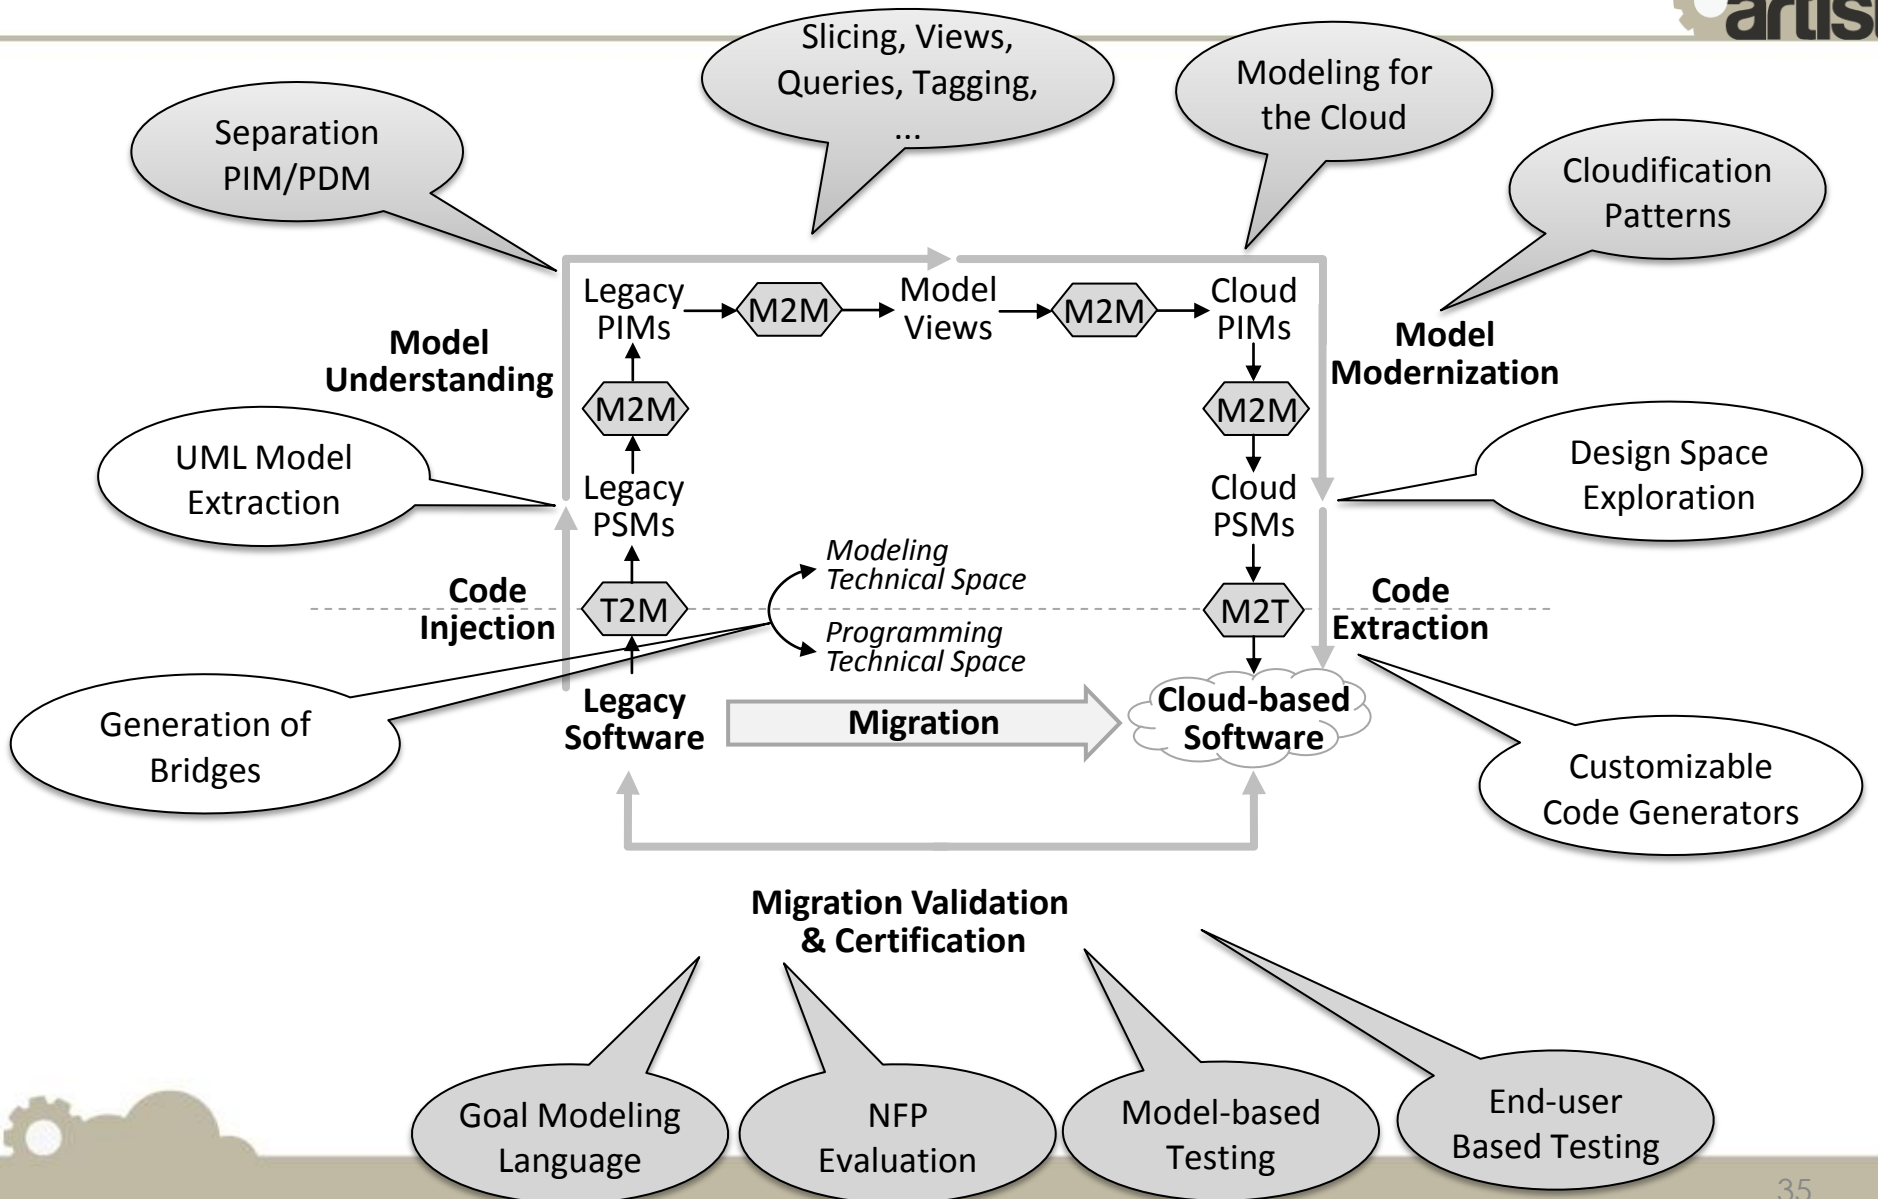 artis
Slicing, Views,
Queries, Tagging,
...
Modeling for
the Cloud
Separation
PIM/PDM
Cloudification
Patterns
Legacy
PIMs
M2M
Model
Views
M2M
Cloud
PIMs
Model
Understanding
Model
Modernization
M2M
M2M
UML Model
Extraction
Design Space
Exploration
Legacy
PSMs
Cloud
PSMs
Modeling
Technical Space
Code
Injection
T2M
M2T
Code
Extraction
Programming
Technical Space
Generation of
Bridges
Legacy
Software
Migration
Cloud-based
Software
Customizable
Code Generators
Migration Validation
& Certification
Goal Modeling
Language
NFP
Evaluation
Model-based
Testing
End-user
Based Testing
35